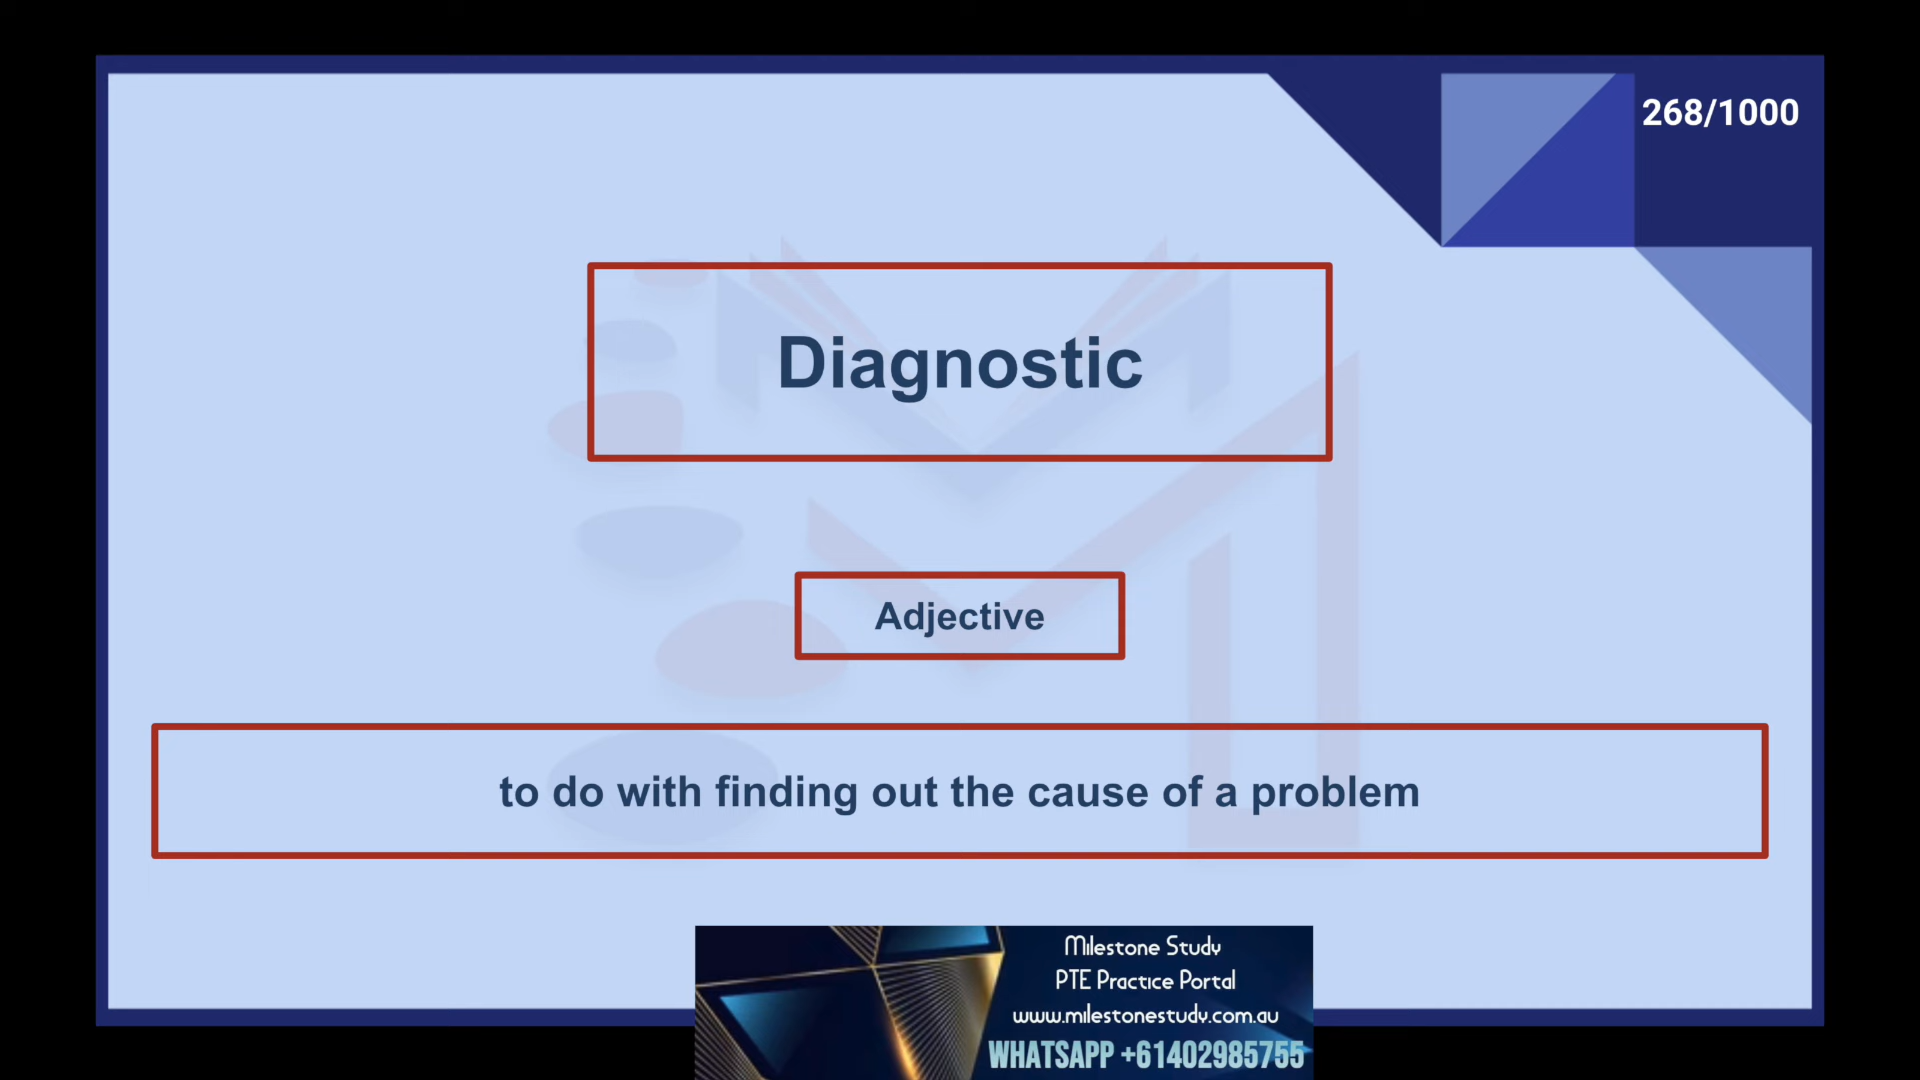 268/1000
Diagnostic
Adjective
to do with finding out the cause of a problem
Milestone Study
PTE Practice Portal
www.milestonestudy.com.au
WHATSAPP +61402985755